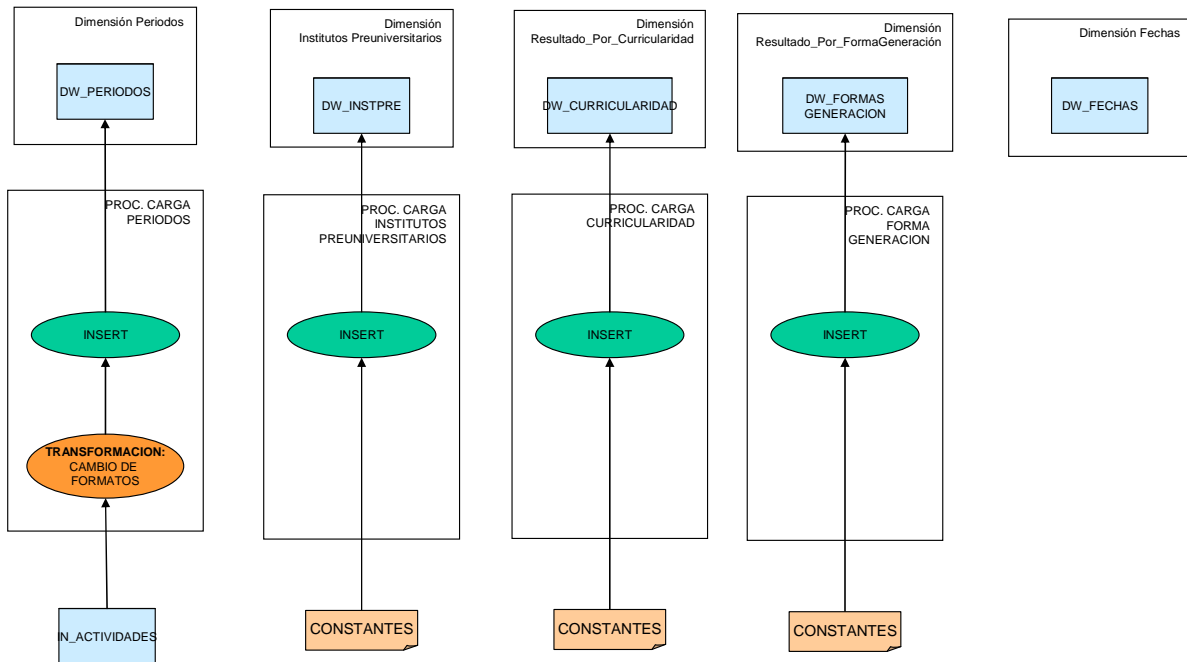 Dimensión Periodos
DW_PERIODOS
Dimensión
Institutos Preuniversitarios
DW_INSTPRE
Dimensión
Resultado_Por_Curricularidad
DW_CURRICULARIDAD
Dimensión
Resultado_Por_FormaGeneración
DW_FORMAS
GENERACION
Dimensión Fechas
DW_FECHAS
PROC. CARGA
PERIODOS
INSERT
TRANSFORMACION:
CAMBIO DE
FORMATOS
IN_ACTIVIDADES
PROC. CARGA
INSTITUTOS
PREUNIVERSITARIOS
INSERT
CONSTANTES
PROC. CARGA
CURRICULARIDAD
INSERT
CONSTANTES
PROC. CARGA
FORMA
GENERACION
INSERT
CONSTANTES